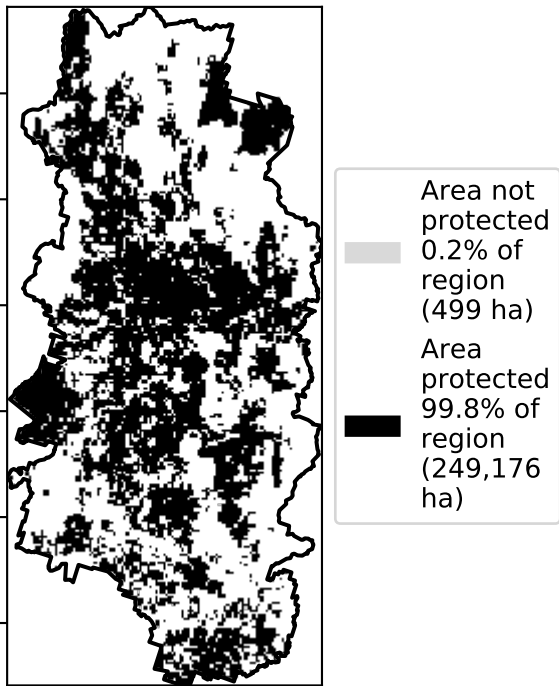 Area not
protected
0.2% of
region
(499 ha)
Area
protected
99.8% of
region
(249,176
ha)